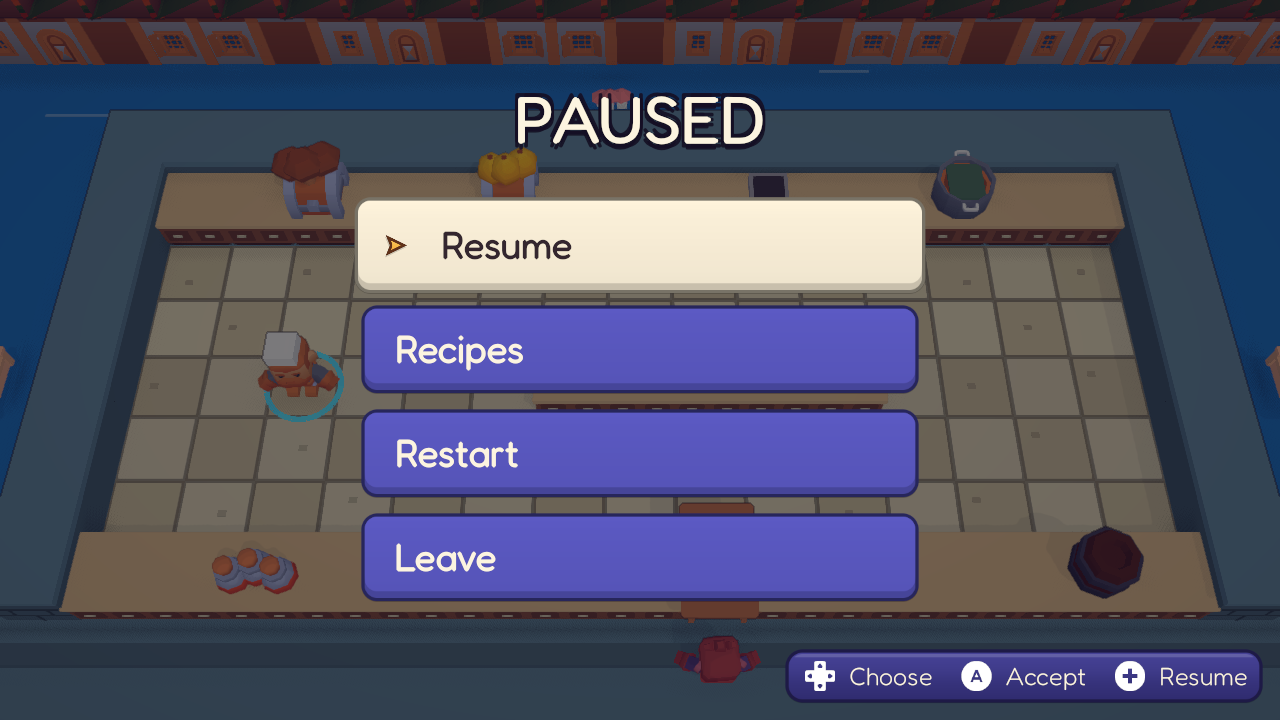 PAUSED
Resume
Recipes
Restart
Leave
Choose A Accept Resume